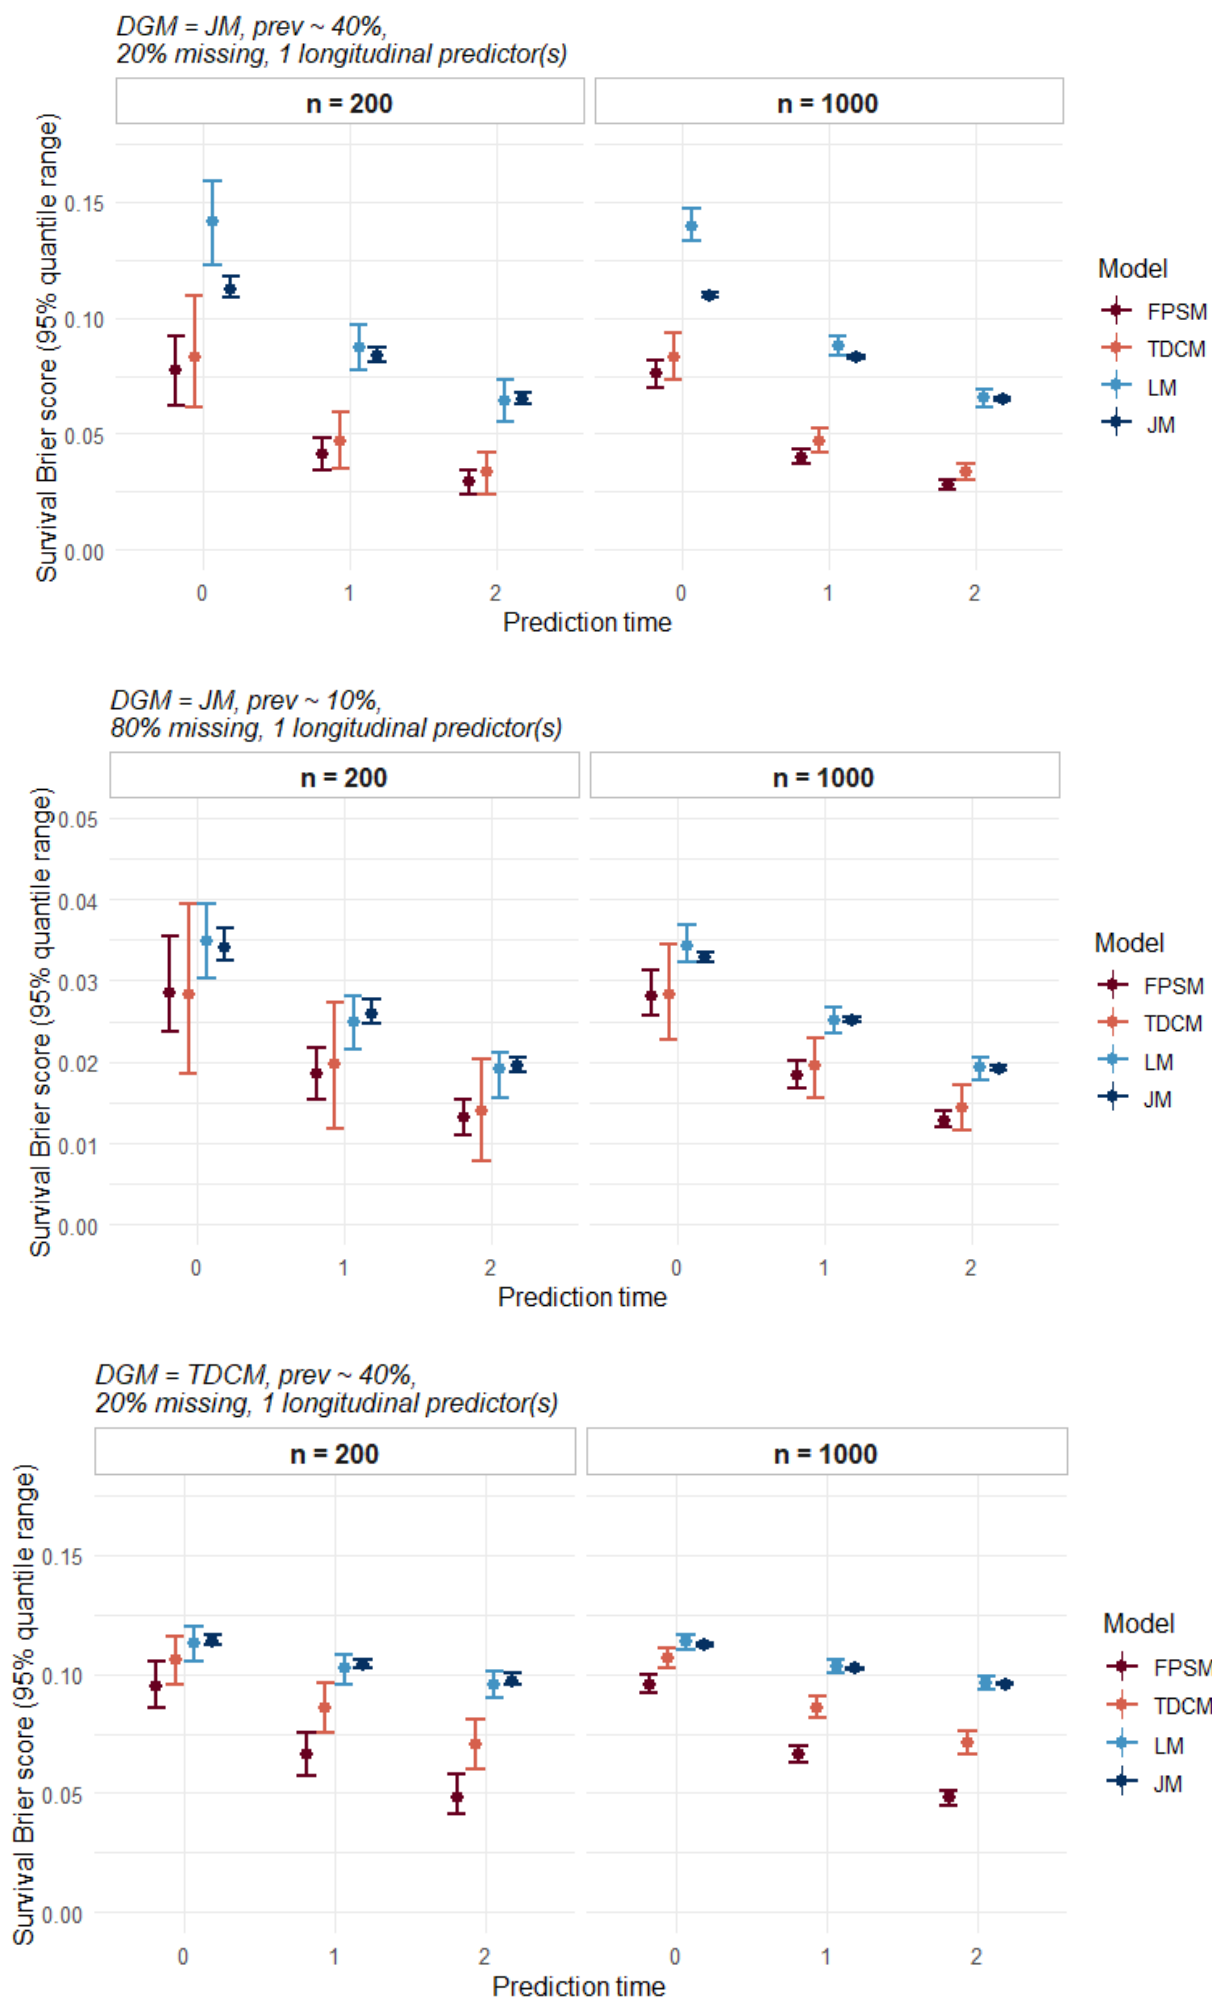 DGM = JM, prev ~ 40%,
20% missing, 1 longitudinal predictor(s)
n = 200
n = 1000
Survival Brier score (95% quantile range)
0.15
0.10
0.05
0.00
0 1 2
0 1 2
Prediction time
Model
FPSM
TDCM
LM
JM
DGM = JM, prev ~ 10%,
80% missing, 1 longitudinal predictor(s)
n = 200
n = 1000
Survival Brier score (95% quantile range)
0.05
0.04
0.03
0.02
0.01
0.00
0 1 2
0 1 2
Prediction time
Model
FPSM
TDCM
LM
JM
DGM = TDCM, prev ~ 40%,
20% missing, 1 longitudinal predictor(s)
n = 200
n = 1000
Survival Brier score (95% quantile range)
0.15
0.10
0.05
0.00
0 1 2
0 1 2
Prediction time
Model
FPSM
TDCM
LM
JM